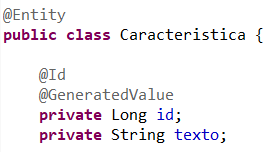 @Entity
public class Caracteristica {
@Id
@GeneratedValue
private Long id;
private String texto;